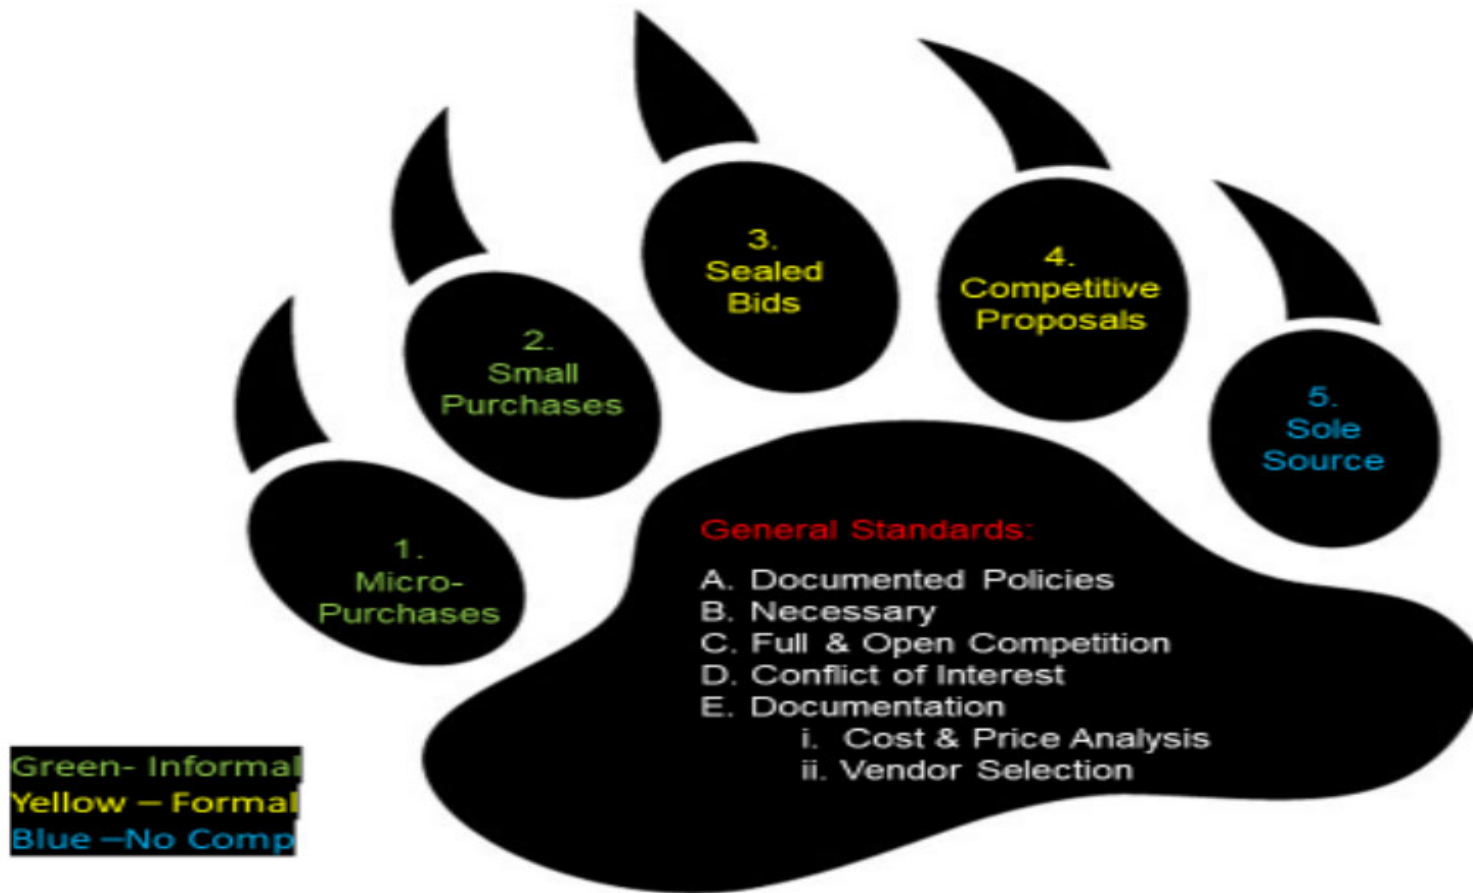 1.
Micro-
Purchases
2.
Small
Purchases
3.
Sealed
Bids
4.
Competitive
Proposals
5.
Sole
Source
General Standards:
A. Documented Policies
B. Necessary
C. Full & Open Competition
D. Conflict of Interest
E. Documentation
i. Cost & Price Analysis
ii. Vendor Selection
Green- Informal
Yellow – Formal
Blue –No Comp